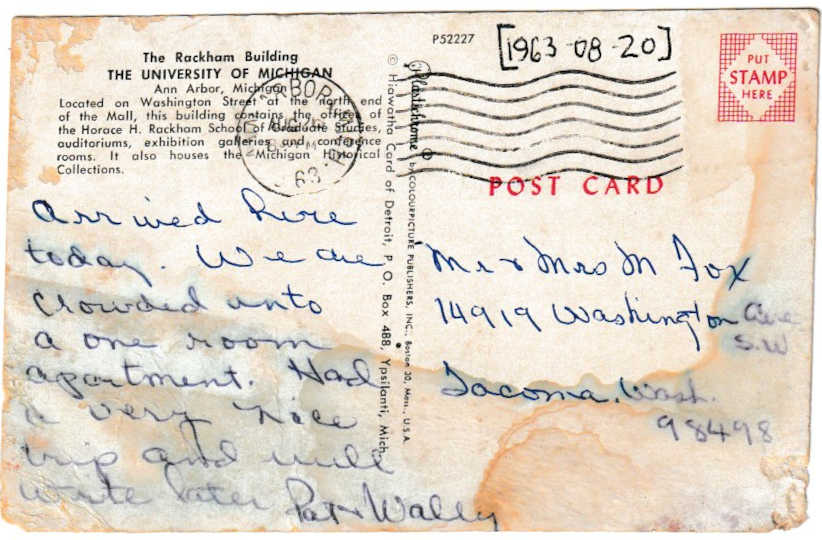 The Rackham Building
THE UNIVERSITY OF MICHIGAN
Ann Arbor, Michigan
Located on Washington Street at the north end
of the Mall, this building contains the offices of
the Horace H. Rackham School of Graduate Studies,
auditoriums, exhibition galleries and conference
rooms. It also houses the Michigan Historical
Collections.
Arrived here
today. We are
crowded into
a one room
apartment. Had
a very nice
trip and will
write later Pat & Wally
P52227
© Hiawatha Card of Detroit, P. O. Box 488, Ypsilanti, Mich.
Plastichrome ® by COLOURPICTURE PUBLISHERS, INC., Boston 30, Mass., U.S.A.
ARBOR
AUG 20
PM
63
[1963-08-20]
PUT
STAMP
HERE
POST CARD
Mr & Mrs M Fox
14919 Washington Ave
S.W
Tacoma, Wash.
98498